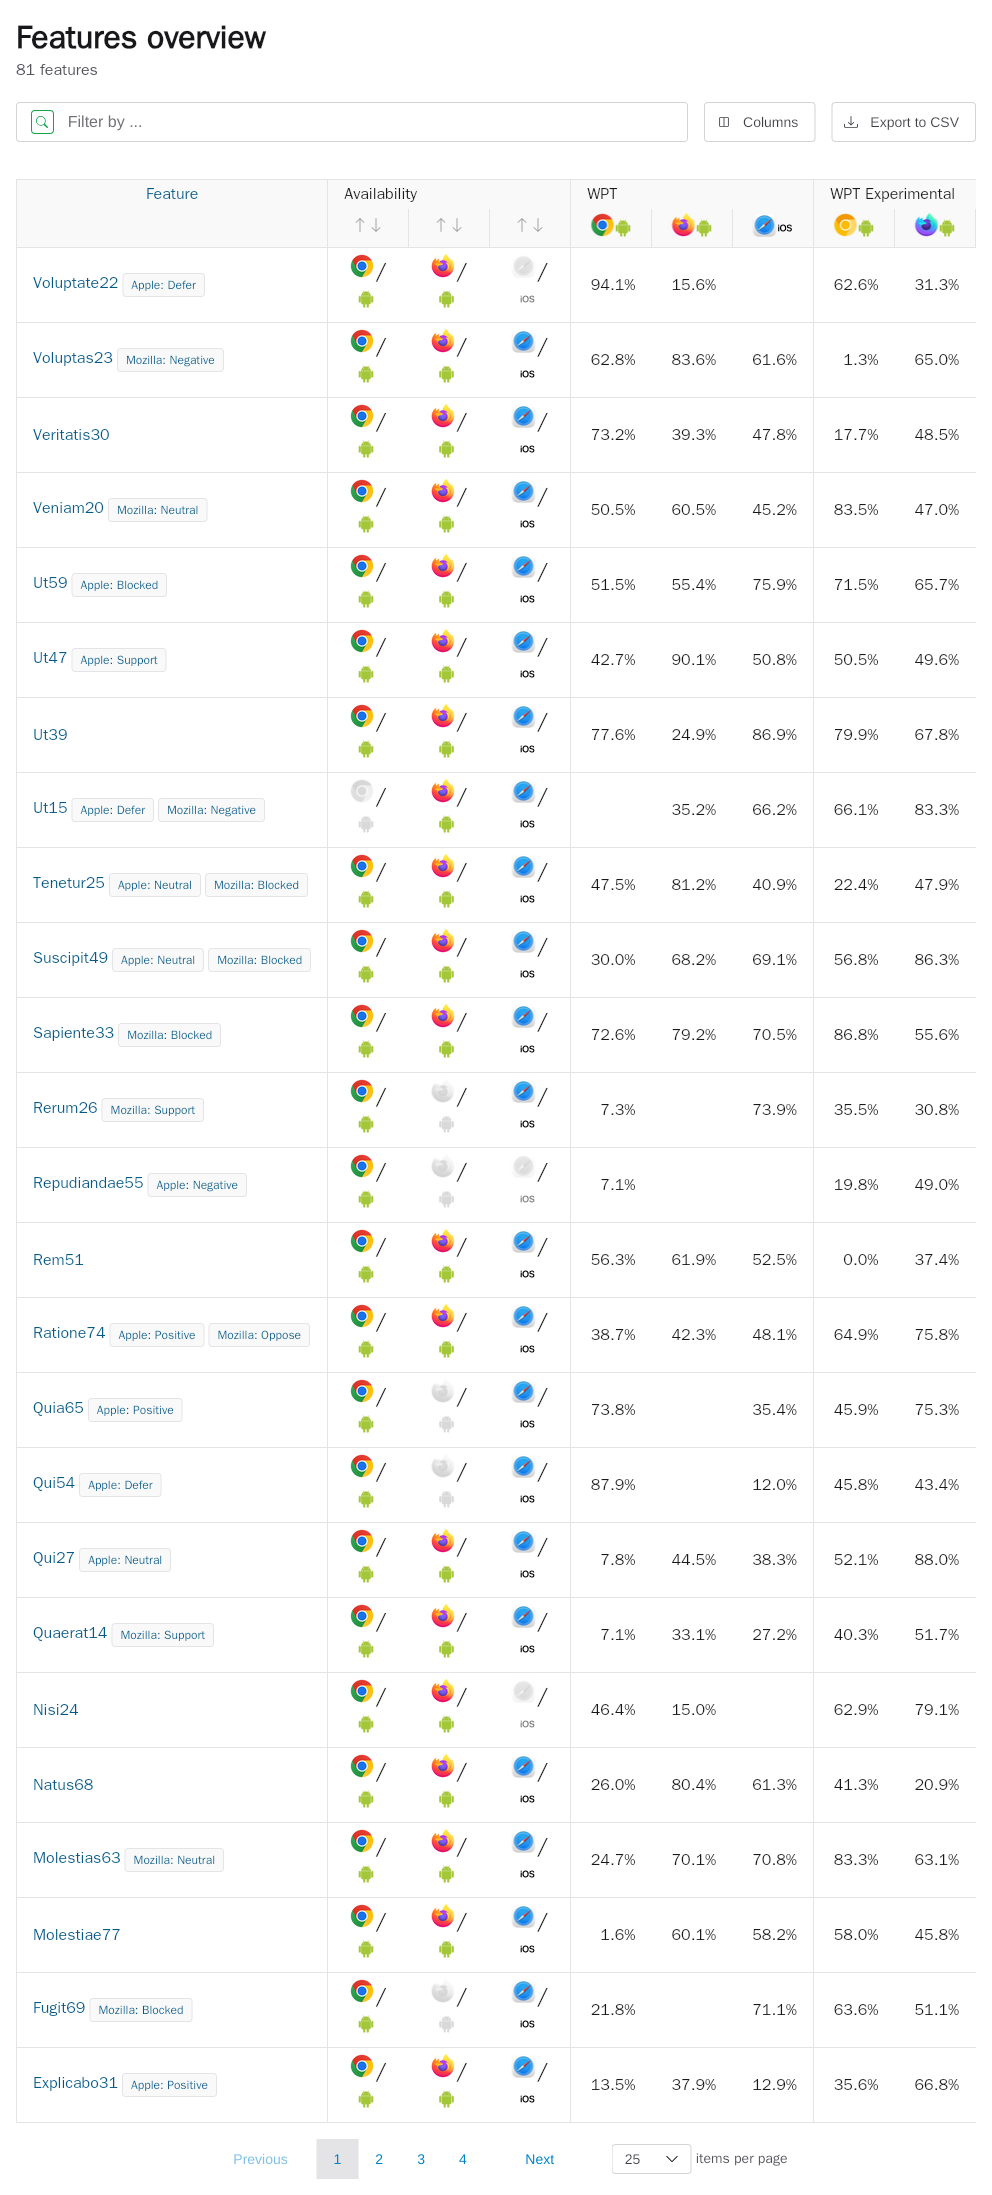 Features overview
81 features
Filter by ...
Columns
Export to CSV
Feature Availability WPT WPT Experimental
iOS
Voluptate22 Apple: Defer / / / iOS 94.1% 15.6% 62.6% 31.3%
Voluptas23 Mozilla: Negative / / / iOS 62.8% 83.6% 61.6% 1.3% 65.0%
Veritatis30 / / / iOS 73.2% 39.3% 47.8% 17.7% 48.5%
Veniam20 Mozilla: Neutral / / / iOS 50.5% 60.5% 45.2% 83.5% 47.0%
Ut59 Apple: Blocked / / / iOS 51.5% 55.4% 75.9% 71.5% 65.7%
Ut47 Apple: Support / / / iOS 42.7% 90.1% 50.8% 50.5% 49.6%
Ut39 / / / iOS 77.6% 24.9% 86.9% 79.9% 67.8%
Ut15 Apple: Defer Mozilla: Negative / / / iOS 35.2% 66.2% 66.1% 83.3%
Tenetur25 Apple: Neutral Mozilla: Blocked / / / iOS 47.5% 81.2% 40.9% 22.4% 47.9%
Suscipit49 Apple: Neutral Mozilla: Blocked / / / iOS 30.0% 68.2% 69.1% 56.8% 86.3%
Sapiente33 Mozilla: Blocked / / / iOS 72.6% 79.2% 70.5% 86.8% 55.6%
Rerum26 Mozilla: Support / / / iOS 7.3% 73.9% 35.5% 30.8%
Repudiandae55 Apple: Negative / / / iOS 7.1% 19.8% 49.0%
Rem51 / / / iOS 56.3% 61.9% 52.5% 0.0% 37.4%
Ratione74 Apple: Positive Mozilla: Oppose / / / iOS 38.7% 42.3% 48.1% 64.9% 75.8%
Quia65 Apple: Positive / / / iOS 73.8% 35.4% 45.9% 75.3%
Qui54 Apple: Defer / / / iOS 87.9% 12.0% 45.8% 43.4%
Qui27 Apple: Neutral / / / iOS 7.8% 44.5% 38.3% 52.1% 88.0%
Quaerat14 Mozilla: Support / / / iOS 7.1% 33.1% 27.2% 40.3% 51.7%
Nisi24 / / / iOS 46.4% 15.0% 62.9% 79.1%
Natus68 / / / iOS 26.0% 80.4% 61.3% 41.3% 20.9%
Molestias63 Mozilla: Neutral / / / iOS 24.7% 70.1% 70.8% 83.3% 63.1%
Molestiae77 / / / iOS 1.6% 60.1% 58.2% 58.0% 45.8%
Fugit69 Mozilla: Blocked / / / iOS 21.8% 71.1% 63.6% 51.1%
Explicabo31 Apple: Positive / / / iOS 13.5% 37.9% 12.9% 35.6% 66.8%
Previous 1 2 3 4 Next 25 items per page